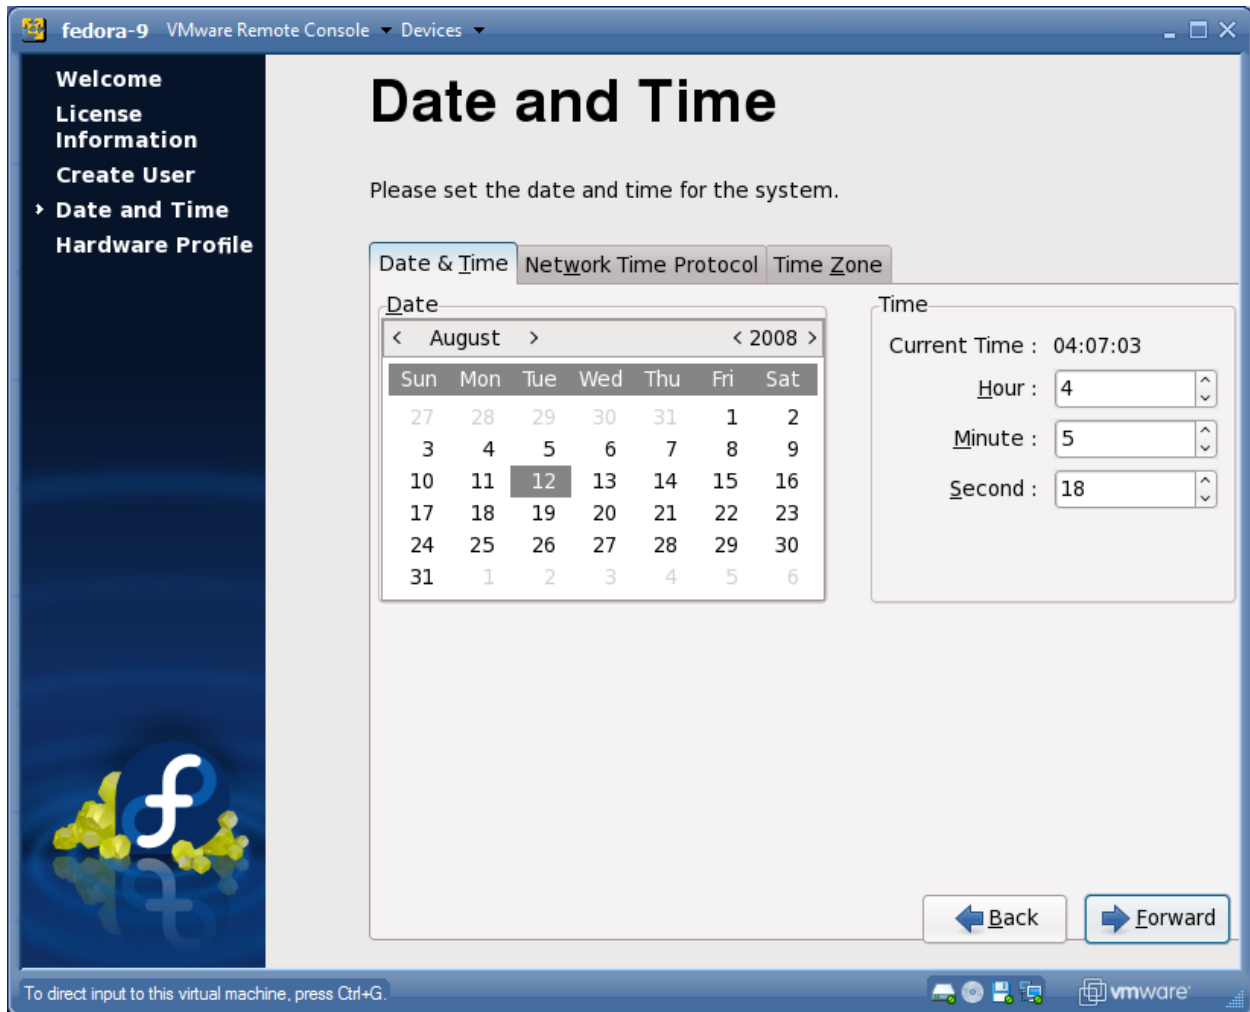 fedora-9 VMware Remote Console Devices
Welcome
License
Information
Create User
Date and Time
Hardware Profile
Date and Time
Please set the date and time for the system.
Date & Time Network Time Protocol Time Zone
Date
< August > < 2008 >
Sun Mon Tue Wed Thu Fri Sat
27 28 29 30 31 1 2
3 4 5 6 7 8 9
10 11 12 13 14 15 16
17 18 19 20 21 22 23
24 25 26 27 28 29 30
31 1 2 3 4 5 6
Time
Current Time : 04:07:03
Hour : 4
Minute : 5
Second : 18
Back Forward
To direct input to this virtual machine, press Ctrl+G.
vmware